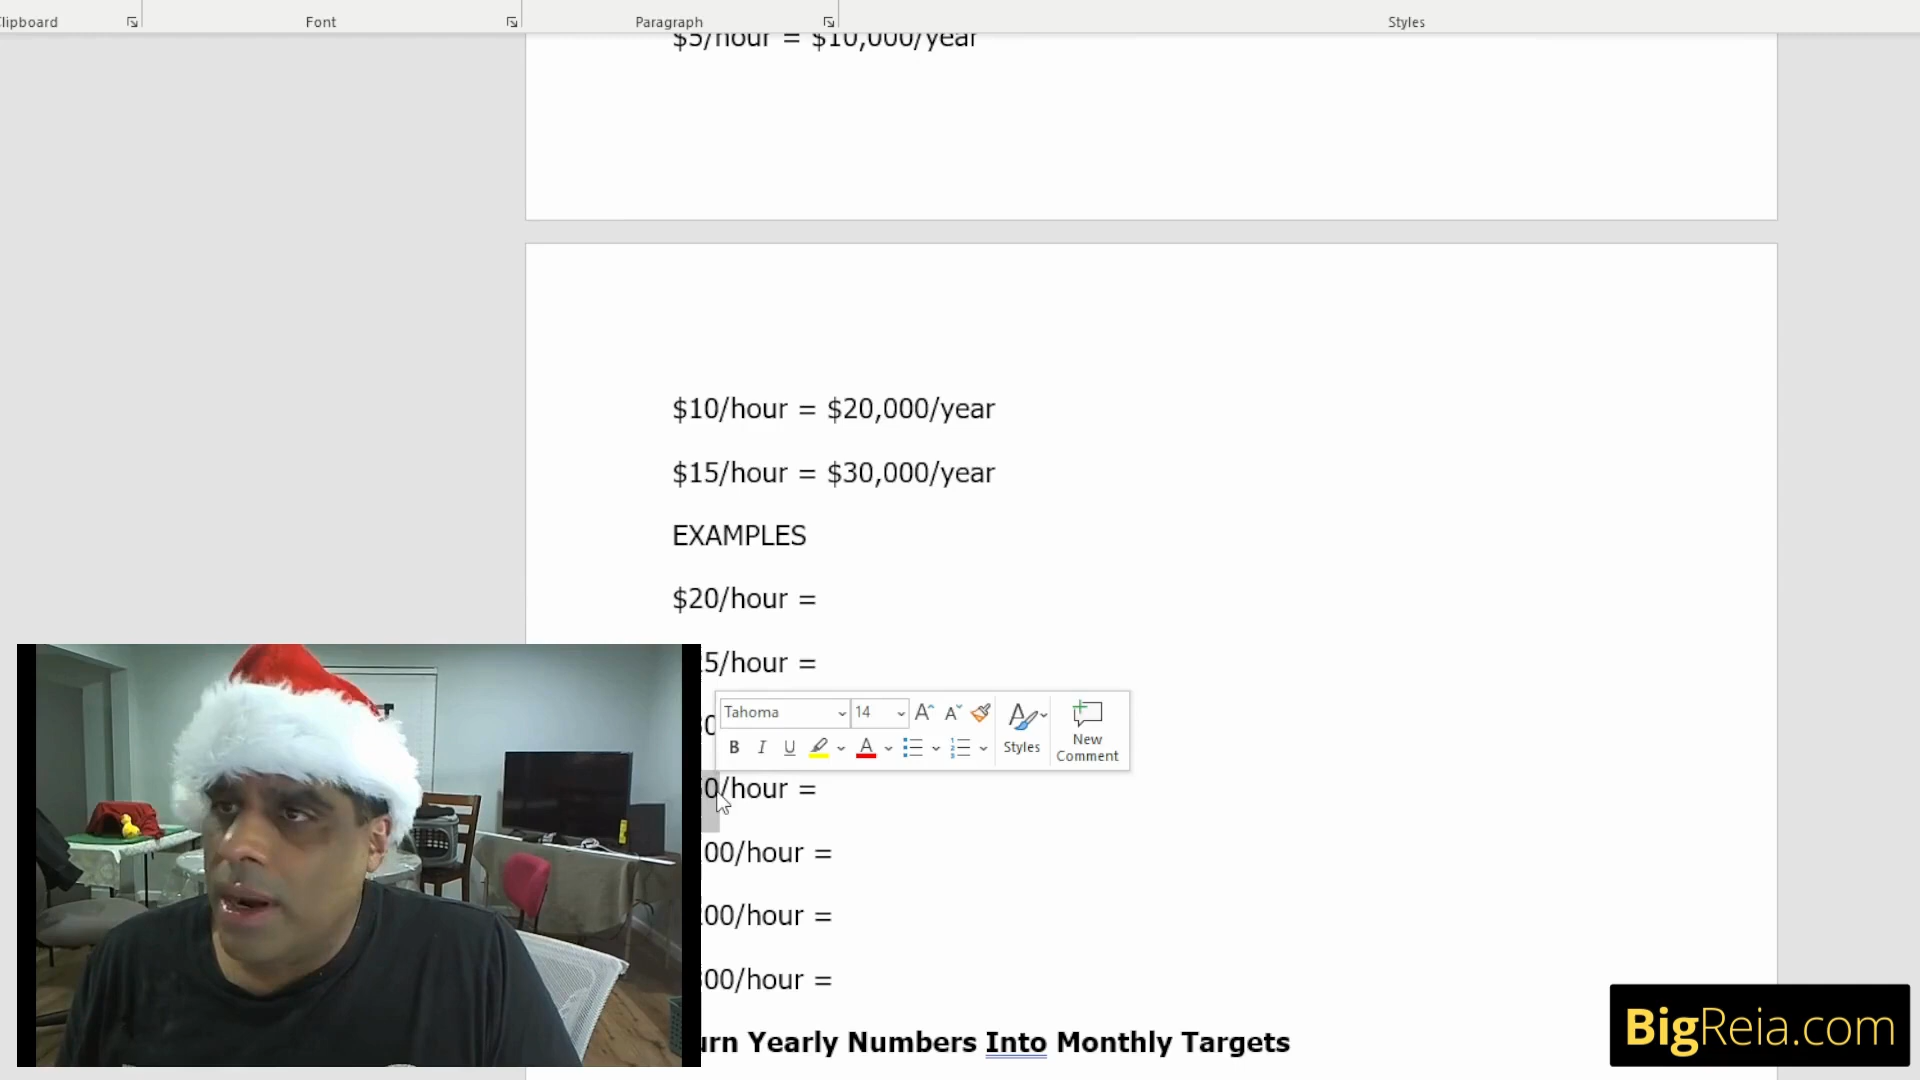 lipboard Font Paragraph Styles
$5/hour = $10,000/year
$10/hour = $20,000/year
$15/hour = $30,000/year
EXAMPLES
$20/hour =
5/hour =
Tahoma 14
B I U Styles New Comment
0/hour =
00/hour =
00/hour =
00/hour =
urn Yearly Numbers Into Monthly Targets
BigReia.com